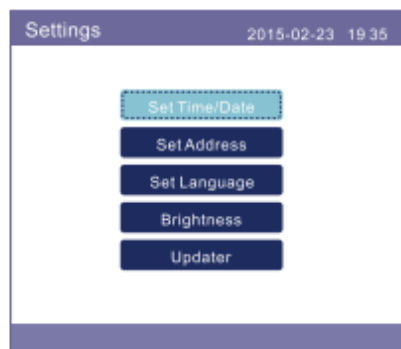 Settings 2015-02-23 19 35
Set Time/Date
Set Address
Set Language
Brightness
Updater